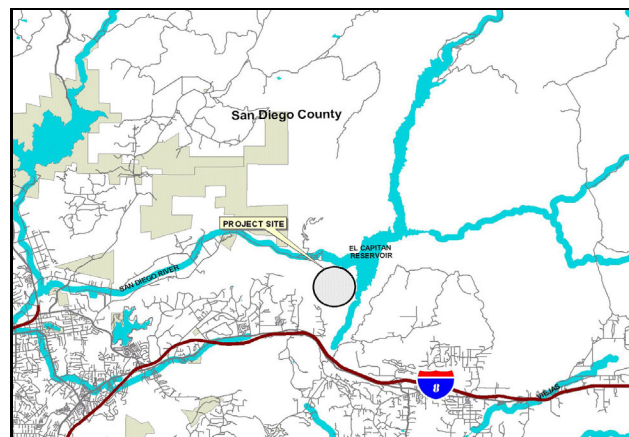 San Diego County
PROJECT SITE
EL CAPITAN
RESERVOIR
SAN DIEGO RIVER
8
VIEJAS